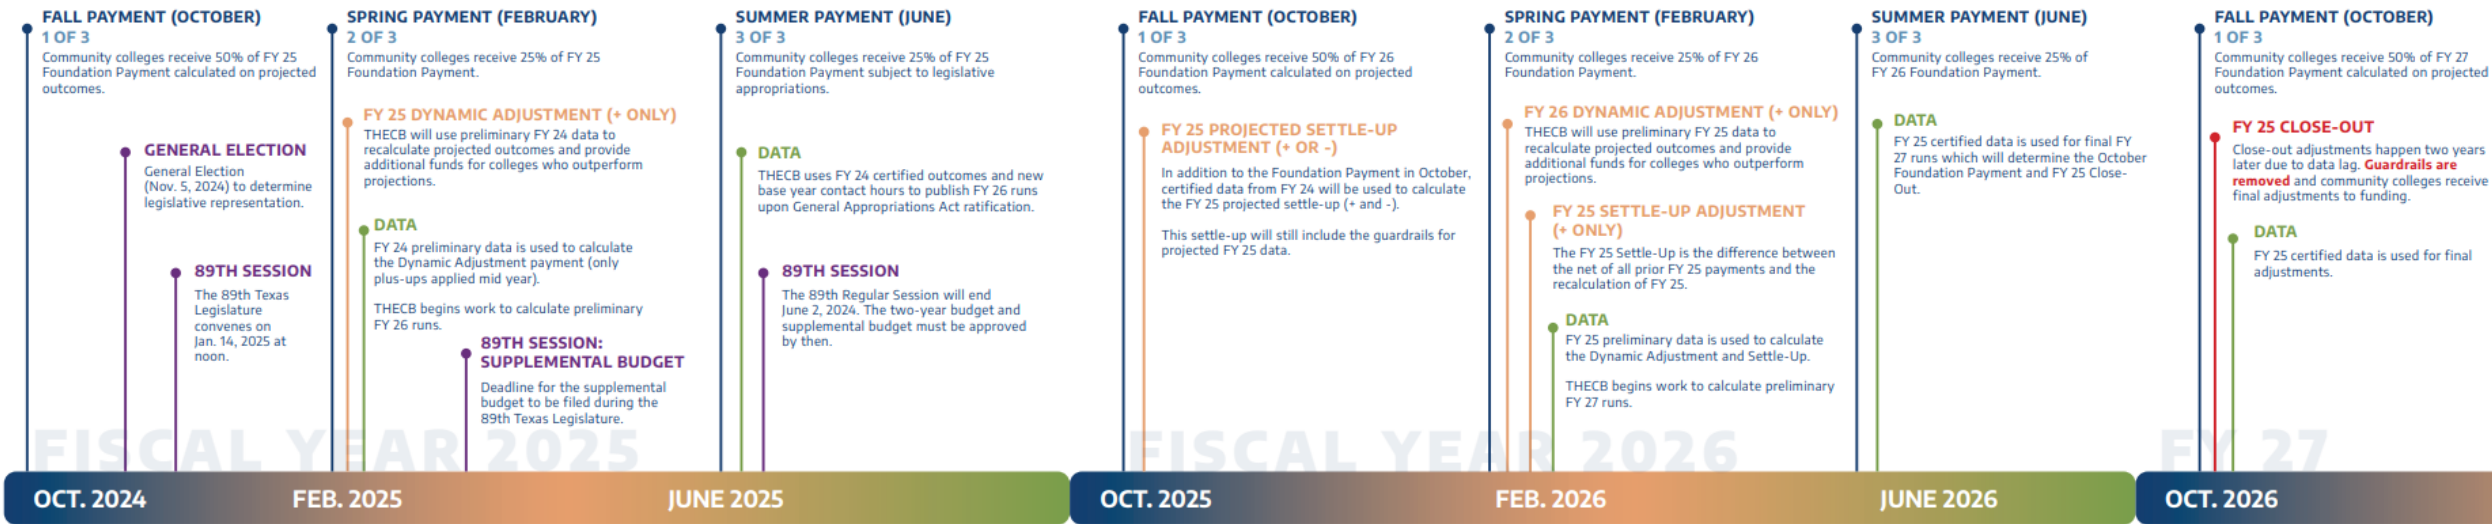 FALL PAYMENT (OCTOBER)
1 OF 3
Community colleges receive 50% of FY 25
Foundation Payment calculated on projected
outcomes.
GENERAL ELECTION
General Election
(Nov. 5, 2024) to determine
legislative representation.
89TH SESSION
The 89th Texas
Legislature
convenes on
Jan. 14, 2025 at
noon.
SPRING PAYMENT (FEBRUARY)
2 OF 3
Community colleges receive 25% of FY 25
Foundation Payment.
FY 25 DYNAMIC ADJUSTMENT (+ ONLY)
THECB will use preliminary FY 24 data to
recalculate projected outcomes and provide
additional funds for colleges who outperform
projections.
DATA
FY 24 preliminary data is used to calculate
the Dynamic Adjustment payment (only
plus-ups applied mid year).
THECB begins work to calculate preliminary
FY 26 runs.
89TH SESSION:
SUPPLEMENTAL BUDGET
Deadline for the supplemental
budget to be filed during the
89th Texas Legislature.
SUMMER PAYMENT (JUNE)
3 OF 3
Community colleges receive 25% of FY 25
Foundation Payment subject to legislative
appropriations.
DATA
THECB uses FY 24 certified outcomes and new
base year contact hours to publish FY 26 runs
upon General Appropriations Act ratification.
89TH SESSION
The 89th Regular Session will end
June 2, 2024. The two-year budget and
supplemental budget must be approved
by then.
FISCAL YEAR 2025
OCT. 2024
FEB. 2025
JUNE 2025
FALL PAYMENT (OCTOBER)
1 OF 3
Community colleges receive 50% of FY 26
Foundation Payment calculated on projected
outcomes.
FY 25 PROJECTED SETTLE-UP
ADJUSTMENT (+ OR -)
In addition to the Foundation Payment in October,
certified data from FY 24 will be used to calculate
the FY 25 projected settle-up (+ and -).
This settle-up will still include the guardrails for
projected FY 25 data.
SPRING PAYMENT (FEBRUARY)
2 OF 3
Community colleges receive 25% of FY 26
Foundation Payment.
FY 26 DYNAMIC ADJUSTMENT (+ ONLY)
THECB will use preliminary FY 25 data to
recalculate projected outcomes and provide
additional funds for colleges who outperform
projections.
FY 25 SETTLE-UP ADJUSTMENT
(+ ONLY)
The FY 25 Settle-Up is the difference between
the net of all prior FY 25 payments and the
recalculation of FY 25.
DATA
FY 25 preliminary data is used to calculate
the Dynamic Adjustment and Settle-Up.
THECB begins work to calculate preliminary
FY 27 runs.
SUMMER PAYMENT (JUNE)
3 OF 3
Community colleges receive 25% of
FY 26 Foundation Payment.
DATA
FY 25 certified data is used for final FY
27 runs which will determine the October
Foundation Payment and FY 25 Close-
Out.
FISCAL YEAR 2026
OCT. 2025
FEB. 2026
JUNE 2026
FALL PAYMENT (OCTOBER)
1 OF 3
Community colleges receive 50% of FY 27
Foundation Payment calculated on projected
outcomes.
FY 25 CLOSE-OUT
Close-out adjustments happen two years
later due to data lag. Guardrails are
removed and community colleges receive
final adjustments to funding.
DATA
FY 25 certified data is used for final
adjustments.
FY 27
OCT. 2026